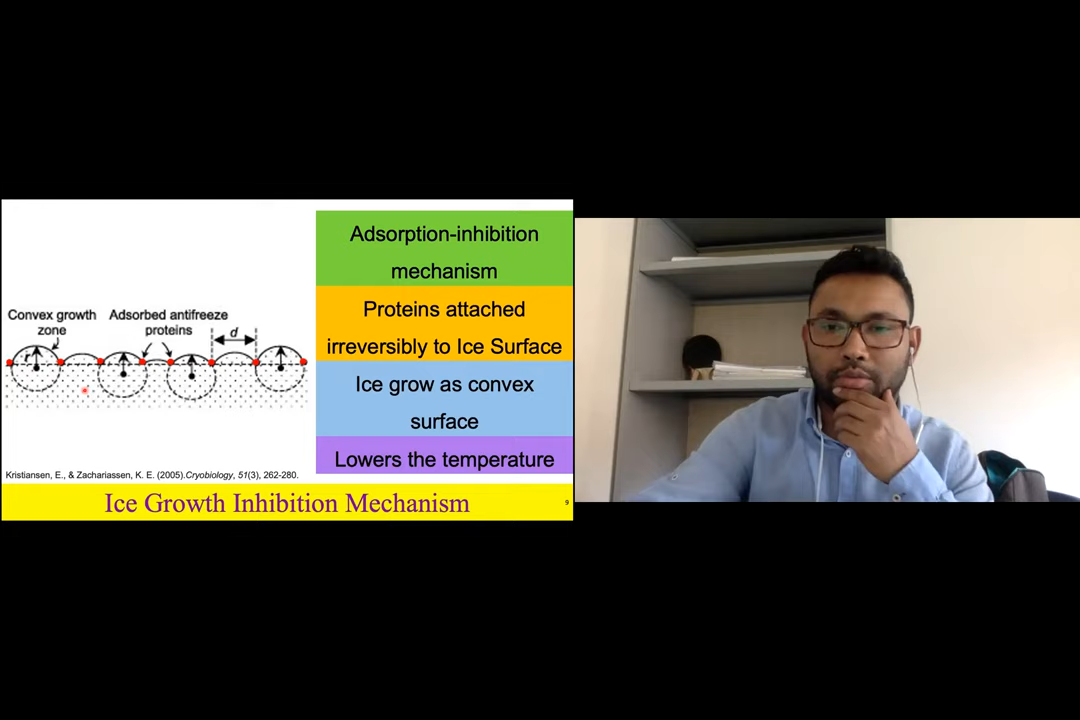 Adsorption-inhibition
mechanism
Proteins attached
irreversibly to Ice Surface
Ice grow as convex
surface
Lowers the temperature
Convex growth
zone
Adsorbed antifreeze
proteins
d
r
Kristiansen, E., & Zachariassen, K. E. (2005).Cryobiology, 51(3), 262-280.
Ice Growth Inhibition Mechanism
9